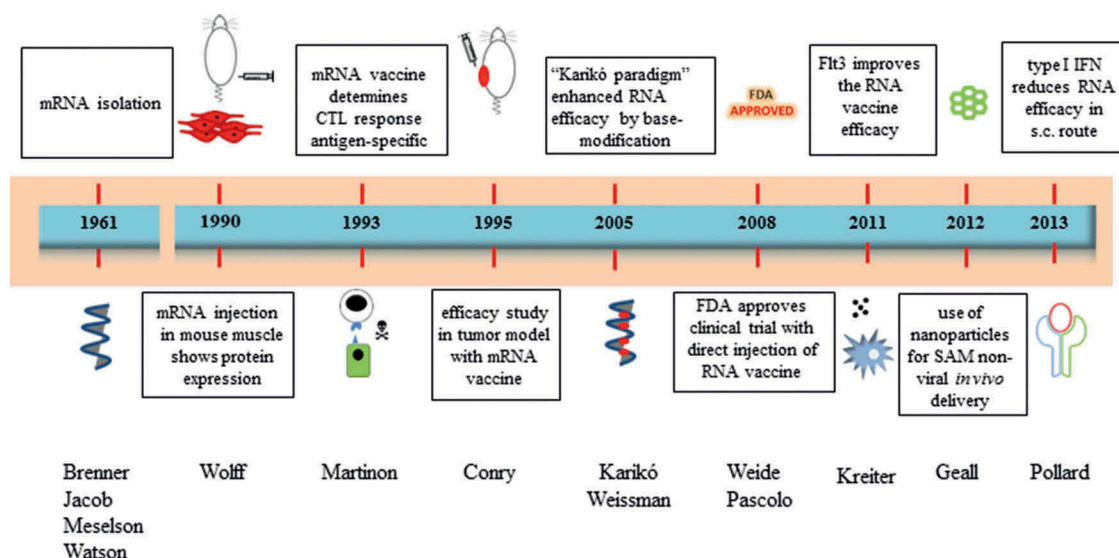 mRNA isolation
mRNA vaccine
determines
CTL response
antigen-specific
“Karikó paradigm”
enhanced RNA
efficacy by base-
modification
FDA
APPROVED
Flt3 improves
the RNA
vaccine
efficacy
type I IFN
reduces RNA
efficacy in
s.c. route
1961
1990
1993
1995
2005
2008
2011
2012
2013
mRNA injection
in mouse muscle
shows protein
expression
efficacy study
in tumor model
with mRNA
vaccine
FDA approves
clinical trial with
direct injection of
RNA vaccine
use of
nanoparticles
for SAM non-
viral in vivo
delivery
Brenner
Jacob
Meselson
Watson
Wolff
Martinon
Conry
Karikó
Weissman
Weide
Pascolo
Kreiter
Geall
Pollard